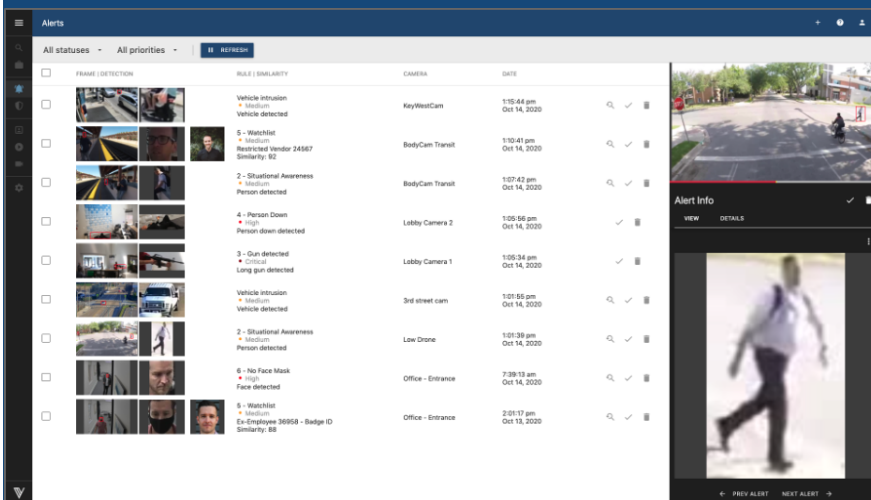 Alerts
All statuses
All priorities
REFRESH
FRAME | DETECTION
RULE | SIMILARITY
CAMERA
DATE
Vehicle intrusion
Medium
Vehicle detected
KeyWestCam
1:15:44 pm
Oct 14, 2020
5 - Watchlist
Medium
Restricted Vendor 24567
Similarity: 92
BodyCam Transit
1:10:41 pm
Oct 14, 2020
2 - Situational Awareness
Medium
Person detected
BodyCam Transit
1:07:42 pm
Oct 14, 2020
4 - Person Down
High
Person down detected
Lobby Camera 2
1:05:56 pm
Oct 14, 2020
3 - Gun detected
Critical
Long gun detected
Lobby Camera 1
1:05:34 pm
Oct 14, 2020
Vehicle intrusion
Medium
Vehicle detected
3rd street cam
1:01:55 pm
Oct 14, 2020
2 - Situational Awareness
Medium
Person detected
Low Drone
1:01:39 pm
Oct 14, 2020
6 - No Face Mask
High
Face detected
Office - Entrance
7:39:13 am
Oct 14, 2020
5 - Watchlist
Medium
Ex-Employee 36958 - Badge ID
Similarity: 88
Office - Entrance
2:01:17 pm
Oct 13, 2020
Alert Info
VIEW
DETAILS
← PREV ALERT
NEXT ALERT →